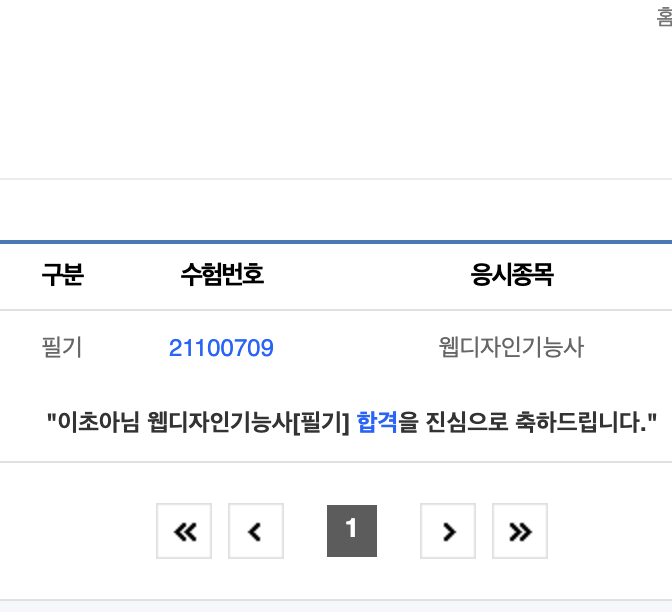 홈
구분 수험번호 응시종목
필기 21100709 웹디자인기능사
"이초아님 웹디자인기능사[필기] 합격을 진심으로 축하드립니다."
1